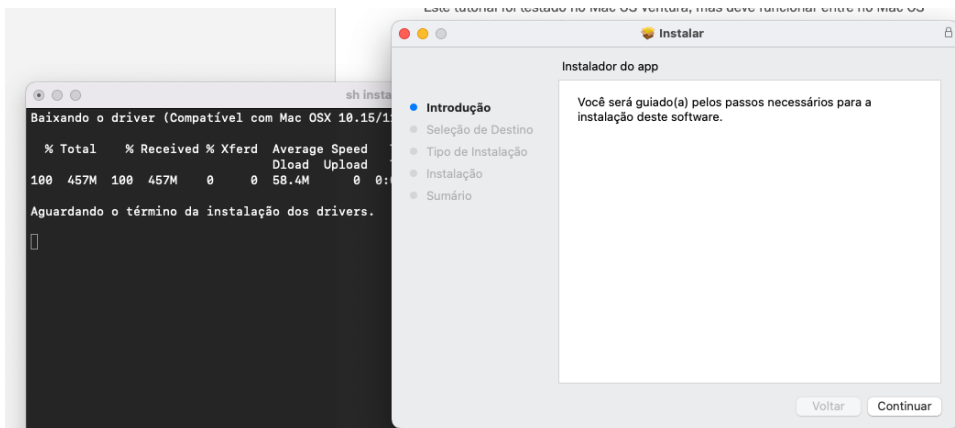 Este tutorial foi testado no Mac OS Ventura, mas deve funcionar entre no Mac OS
Instalar
Instalador do app
Introdução
Seleção de Destino
Tipo de Instalação
Instalação
Sumário
Você será guiado(a) pelos passos necessários para a
instalação deste software.
Voltar
Continuar
sh insta
Baixando o driver (Compatível com Mac OSX 10.15/1
% Total % Received % Xferd Average Speed
Dload Upload
100 457M 100 457M 0 0 58.4M 0 0:
Aguardando o término da instalação dos drivers.